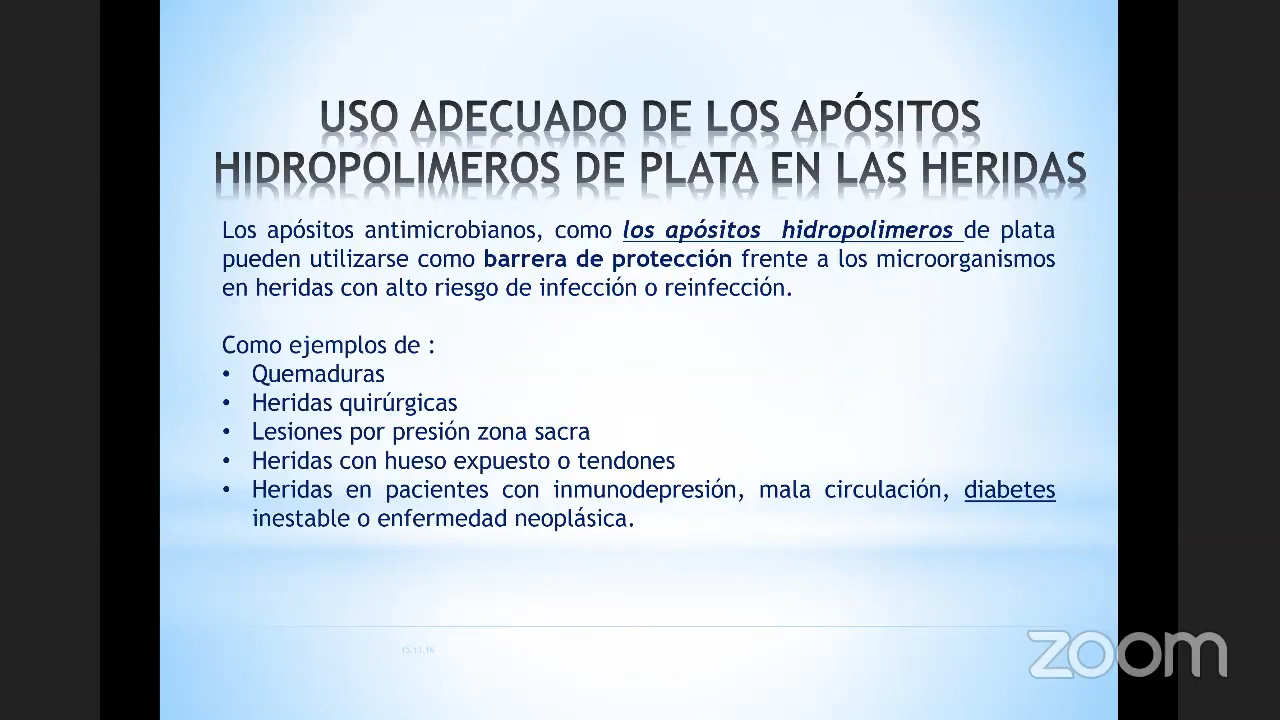 USO ADECUADO DE LOS APÓSITOS
HIDROPOLIMEROS DE PLATA EN LAS HERIDAS
Los apósitos antimicrobianos, como los apósitos hidropolimeros de plata
pueden utilizarse como barrera de protección frente a los microorganismos
en heridas con alto riesgo de infección o reinfección.
Como ejemplos de :
• Quemaduras
• Heridas quirúrgicas
• Lesiones por presión zona sacra
• Heridas con hueso expuesto o tendones
• Heridas en pacientes con inmunodepresión, mala circulación, diabetes
inestable o enfermedad neoplásica.
15.11.16
zoom